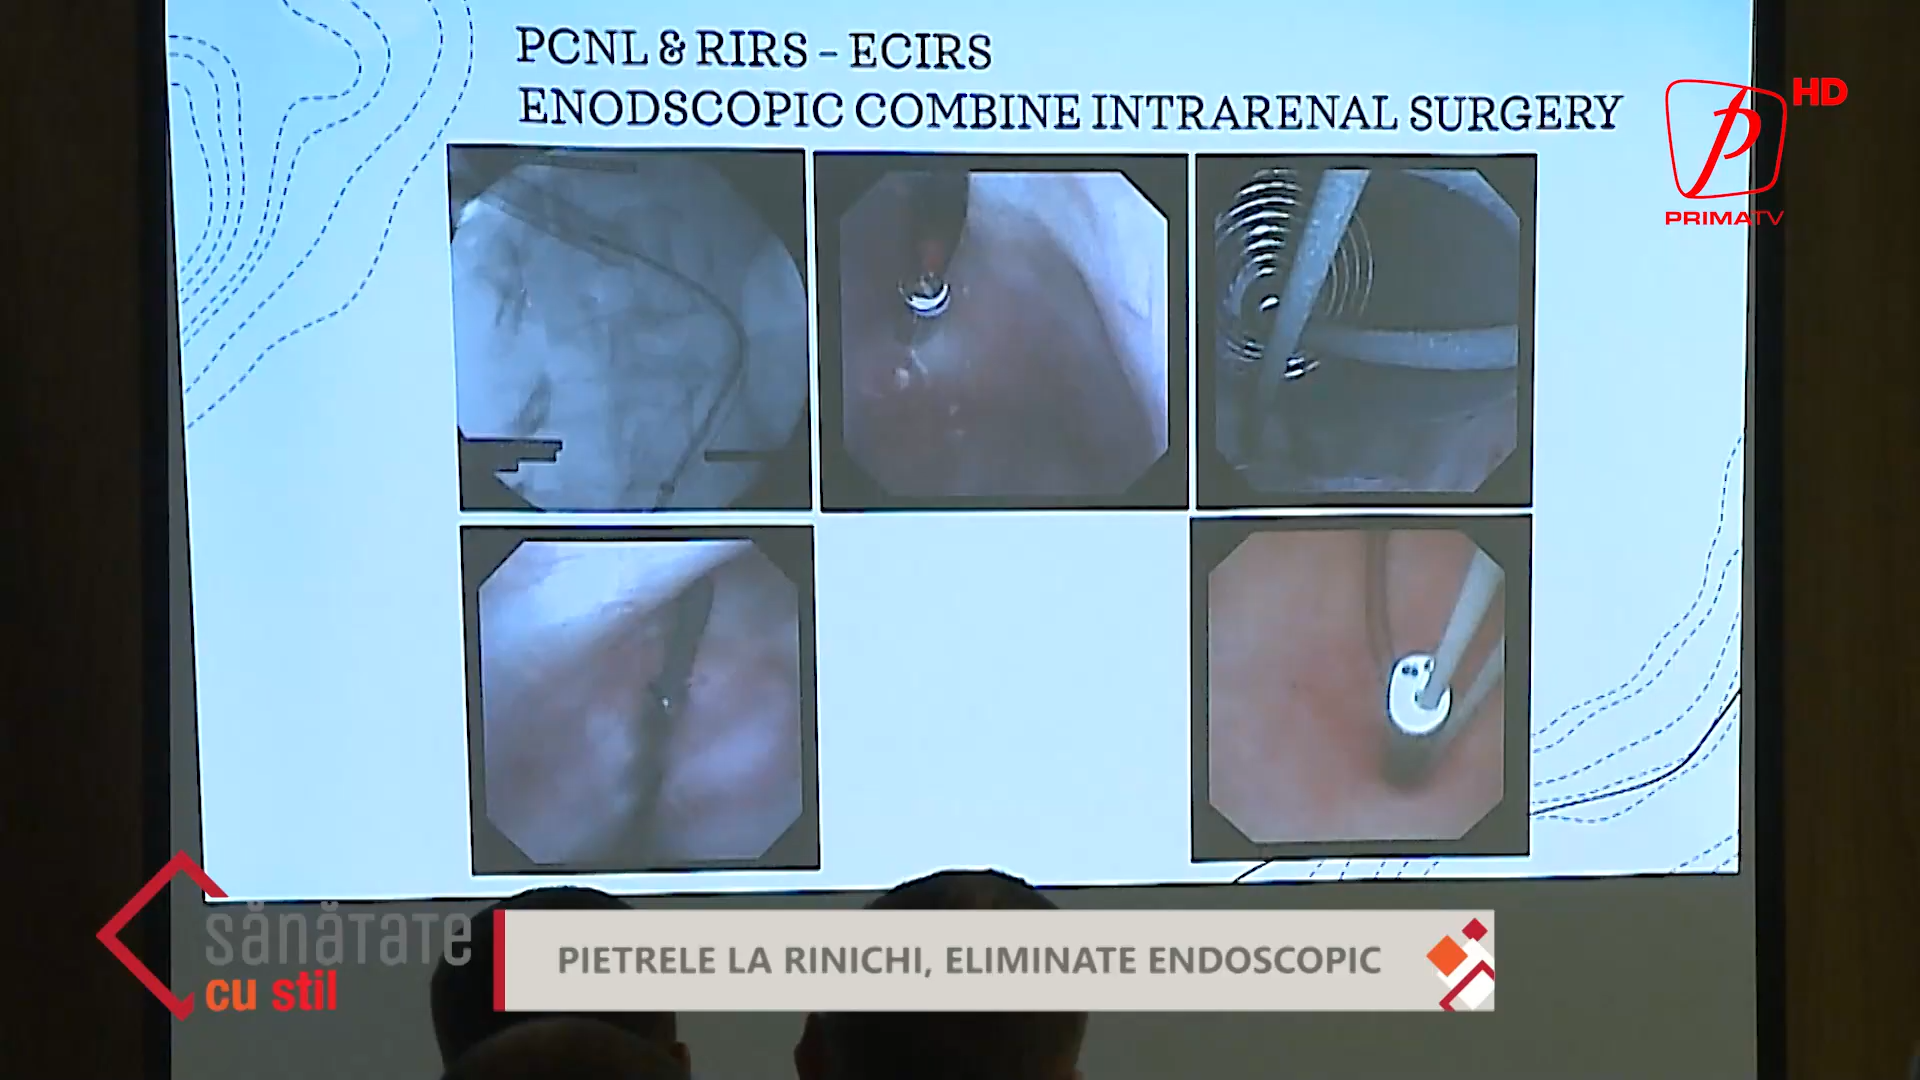 PCNL & RIRS – ECIRS
ENODSCOPIC COMBINE INTRARENAL SURGERY
HD
PRIMATV
sănătate
cu stil
PIETRELE LA RINICHI, ELIMINATE ENDOSCOPIC